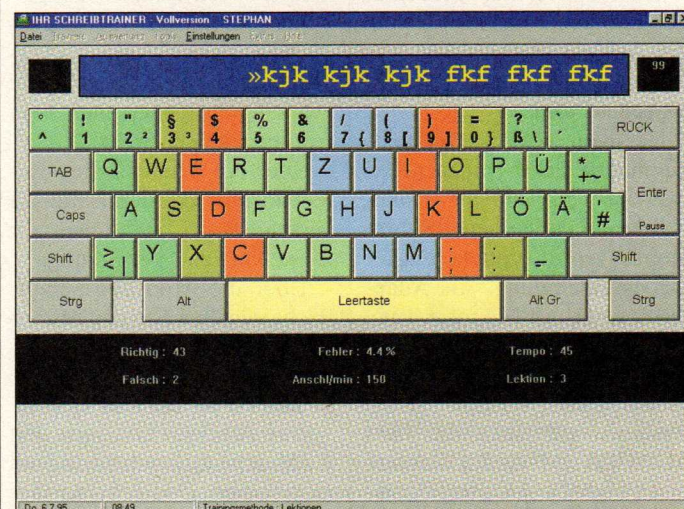 IHR SCHREIBTRAINER - Vollversion STEPHAN
Datei Einstellungen
»kjk kjk kjk fkf fkf fkf 99
° ! " § $ % & / ( ) = ? `
^ 1 2 ² 3 ³ 4 5 6 7 { 8 [ 9 ] 0 } ß \ ´ RÜCK
TAB Q W E R T Z U I O P Ü * +~ Enter
Caps A S D F G H J K L Ö Ä ' # Pause
Shift > < | Y X C V B N M ; , : . _ - Shift
Strg Alt Leertaste Alt Gr Strg
Richtig : 43 Fehler : 4.4 % Tempo : 45
Falsch : 2 Anschl/min : 150 Lektion : 3
Do, 6.7.95 08:49 Trainingsmethode : Lektionen